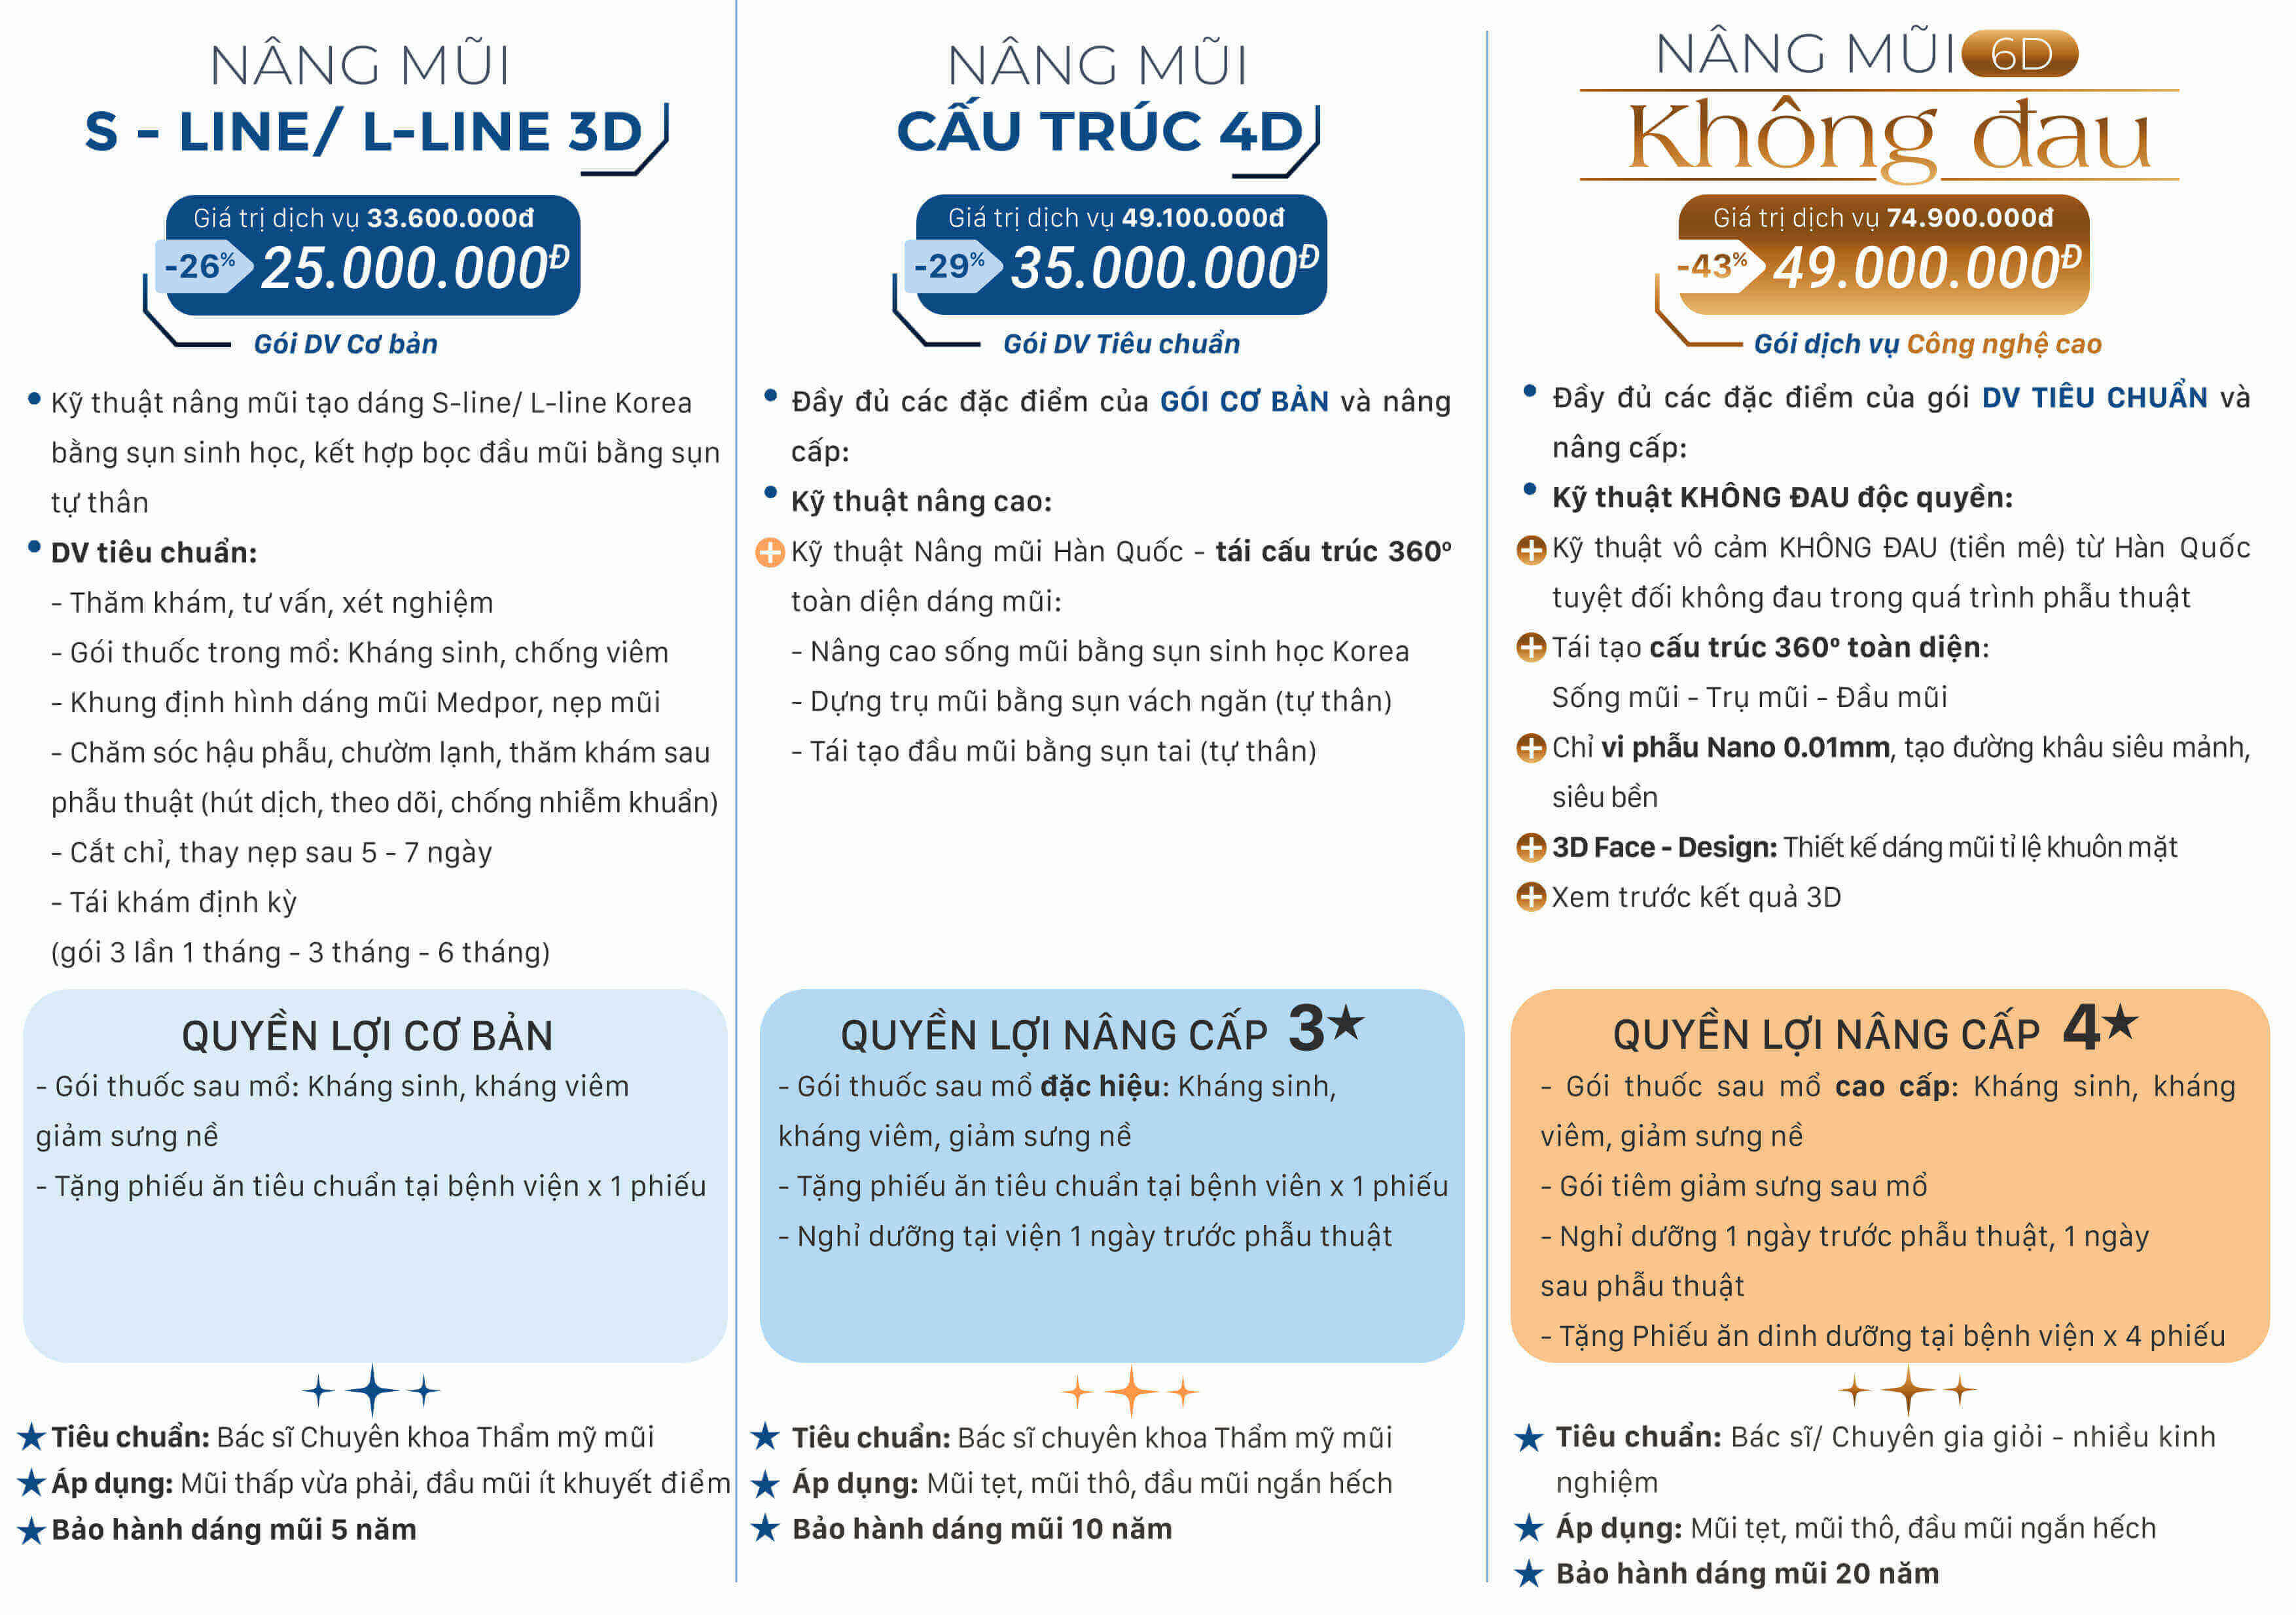 NÂNG MŨI
S - LINE/ L-LINE 3D
Giá trị dịch vụ 33.600.000đ
-26% 25.000.000Đ
Gói DV Cơ bản
• Kỹ thuật nâng mũi tạo dáng S-line/ L-line Korea
bằng sụn sinh học, kết hợp bọc đầu mũi bằng sụn
tự thân
• DV tiêu chuẩn:
- Thăm khám, tư vấn, xét nghiệm
- Gói thuốc trong mổ: Kháng sinh, chống viêm
- Khung định hình dáng mũi Medpor, nẹp mũi
- Chăm sóc hậu phẫu, chườm lạnh, thăm khám sau
phẫu thuật (hút dịch, theo dõi, chống nhiễm khuẩn)
- Cắt chỉ, thay nẹp sau 5 - 7 ngày
- Tái khám định kỳ
(gói 3 lần 1 tháng - 3 tháng - 6 tháng)
QUYỀN LỢI CƠ BẢN
- Gói thuốc sau mổ: Kháng sinh, kháng viêm
giảm sưng nề
- Tặng phiếu ăn tiêu chuẩn tại bệnh viện x 1 phiếu
★ Tiêu chuẩn: Bác sĩ Chuyên khoa Thẩm mỹ mũi
★ Áp dụng: Mũi thấp vừa phải, đầu mũi ít khuyết điểm
★ Bảo hành dáng mũi 5 năm
NÂNG MŨI
CẤU TRÚC 4D
Giá trị dịch vụ 49.100.000đ
-29% 35.000.000Đ
Gói DV Tiêu chuẩn
• Đầy đủ các đặc điểm của GÓI CƠ BẢN và nâng
cấp:
• Kỹ thuật nâng cao:
+ Kỹ thuật Nâng mũi Hàn Quốc - tái cấu trúc 360º
toàn diện dáng mũi:
- Nâng cao sống mũi bằng sụn sinh học Korea
- Dựng trụ mũi bằng sụn vách ngăn (tự thân)
- Tái tạo đầu mũi bằng sụn tai (tự thân)
QUYỀN LỢI NÂNG CẤP 3★
- Gói thuốc sau mổ đặc hiệu: Kháng sinh,
kháng viêm, giảm sưng nề
- Tặng phiếu ăn tiêu chuẩn tại bệnh viên x 1 phiếu
- Nghỉ dưỡng tại viện 1 ngày trước phẫu thuật
★ Tiêu chuẩn: Bác sĩ chuyên khoa Thẩm mỹ mũi
★ Áp dụng: Mũi tẹt, mũi thô, đầu mũi ngắn hếch
★ Bảo hành dáng mũi 10 năm
NÂNG MŨI 6D
Không đau
Giá trị dịch vụ 74.900.000đ
-43% 49.000.000Đ
Gói dịch vụ Công nghệ cao
• Đầy đủ các đặc điểm của gói DV TIÊU CHUẨN và
nâng cấp:
• Kỹ thuật KHÔNG ĐAU độc quyền:
+ Kỹ thuật vô cảm KHÔNG ĐAU (tiền mê) từ Hàn Quốc
tuyệt đối không đau trong quá trình phẫu thuật
+ Tái tạo cấu trúc 360º toàn diện:
Sống mũi - Trụ mũi - Đầu mũi
+ Chỉ vi phẫu Nano 0.01mm, tạo đường khâu siêu mảnh,
siêu bền
+ 3D Face - Design: Thiết kế dáng mũi tỉ lệ khuôn mặt
+ Xem trước kết quả 3D
QUYỀN LỢI NÂNG CẤP 4★
- Gói thuốc sau mổ cao cấp: Kháng sinh, kháng
viêm, giảm sưng nề
- Gói tiêm giảm sưng sau mổ
- Nghỉ dưỡng 1 ngày trước phẫu thuật, 1 ngày
sau phẫu thuật
- Tặng Phiếu ăn dinh dưỡng tại bệnh viện x 4 phiếu
★ Tiêu chuẩn: Bác sĩ/ Chuyên gia giỏi - nhiều kinh
nghiệm
★ Áp dụng: Mũi tẹt, mũi thô, đầu mũi ngắn hếch
★ Bảo hành dáng mũi 20 năm